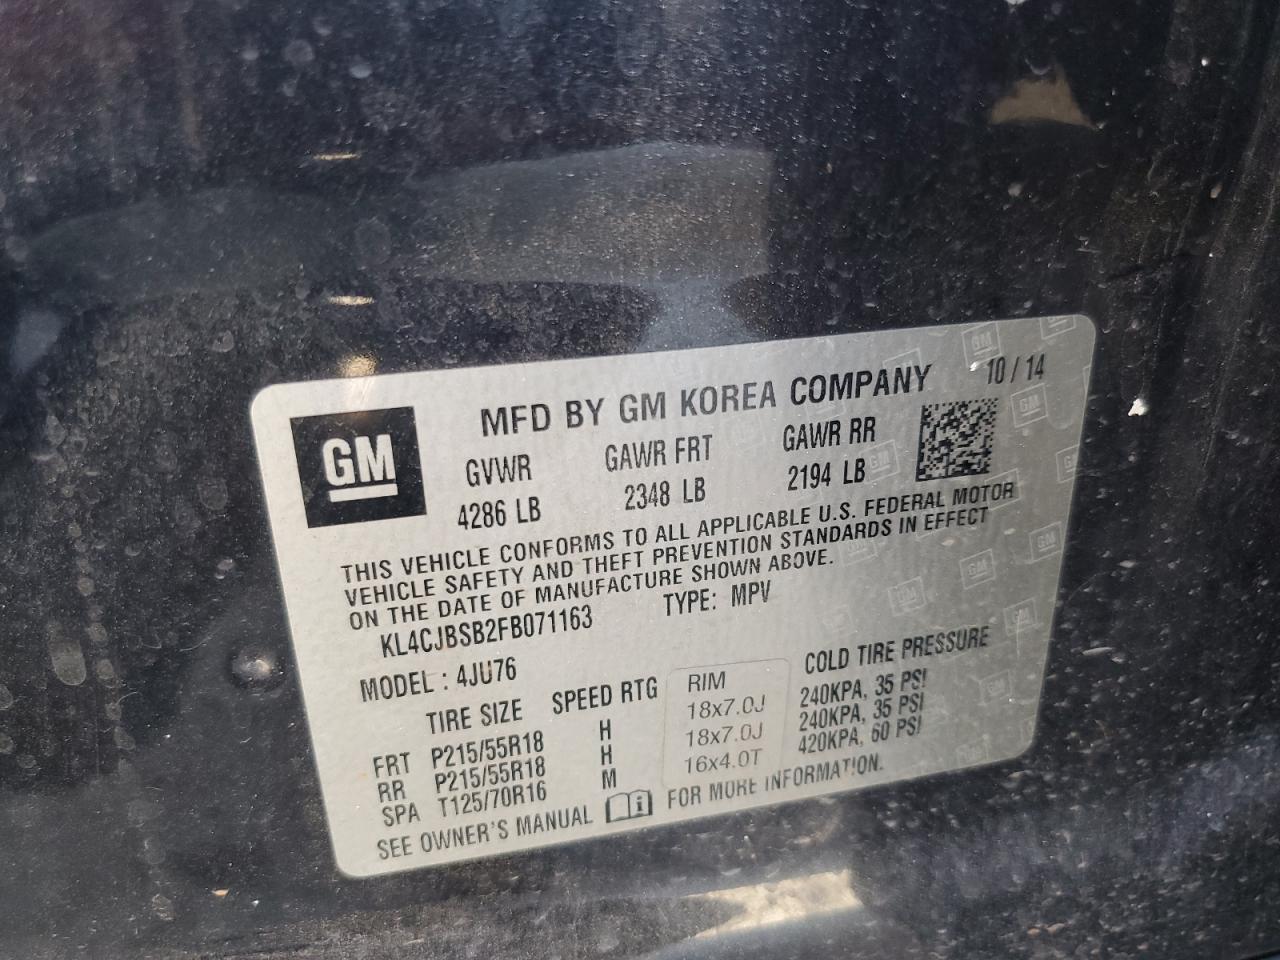 MFD BY GM KOREA COMPANY 10 / 14
GM
GVWR GAWR FRT GAWR RR
4286 LB 2348 LB 2194 LB
THIS VEHICLE CONFORMS TO ALL APPLICABLE U.S. FEDERAL MOTOR
VEHICLE SAFETY AND THEFT PREVENTION STANDARDS IN EFFECT
ON THE DATE OF MANUFACTURE SHOWN ABOVE.
KL4CJBSB2FB071163 TYPE: MPV
MODEL : 4JU76
TIRE SIZE SPEED RTG RIM COLD TIRE PRESSURE
FRT P215/55R18 H 18x7.0J 240KPA, 35 PSI
RR P215/55R18 H 18x7.0J 240KPA, 35 PSI
SPA T125/70R16 M 16x4.0T 420KPA, 60 PSI
SEE OWNER'S MANUAL FOR MORE INFORMATION.